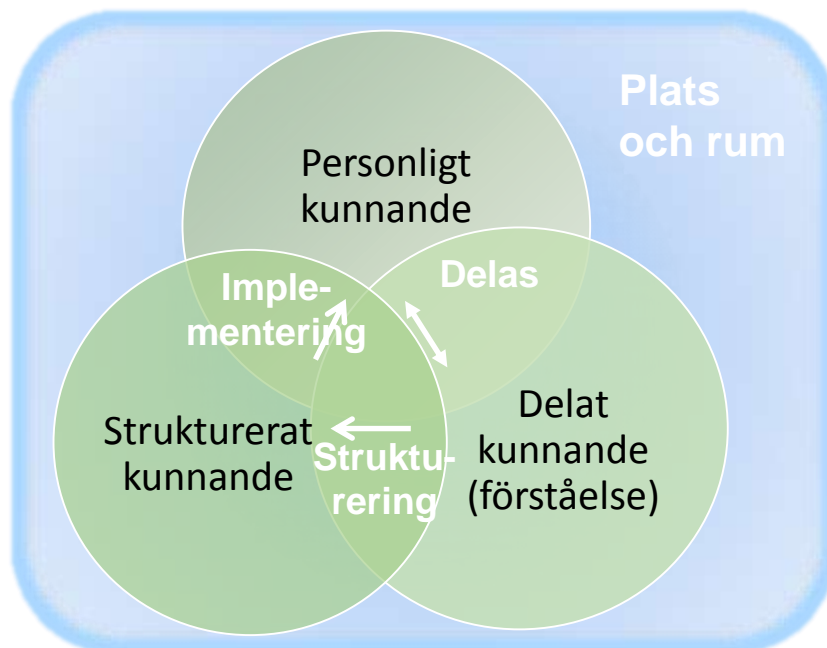 Plats
och rum
Personligt
kunnande
Delas
Imple-
mentering
Strukturerat
kunnande
Struktu-
rering
Delat
kunnande
(förståelse)